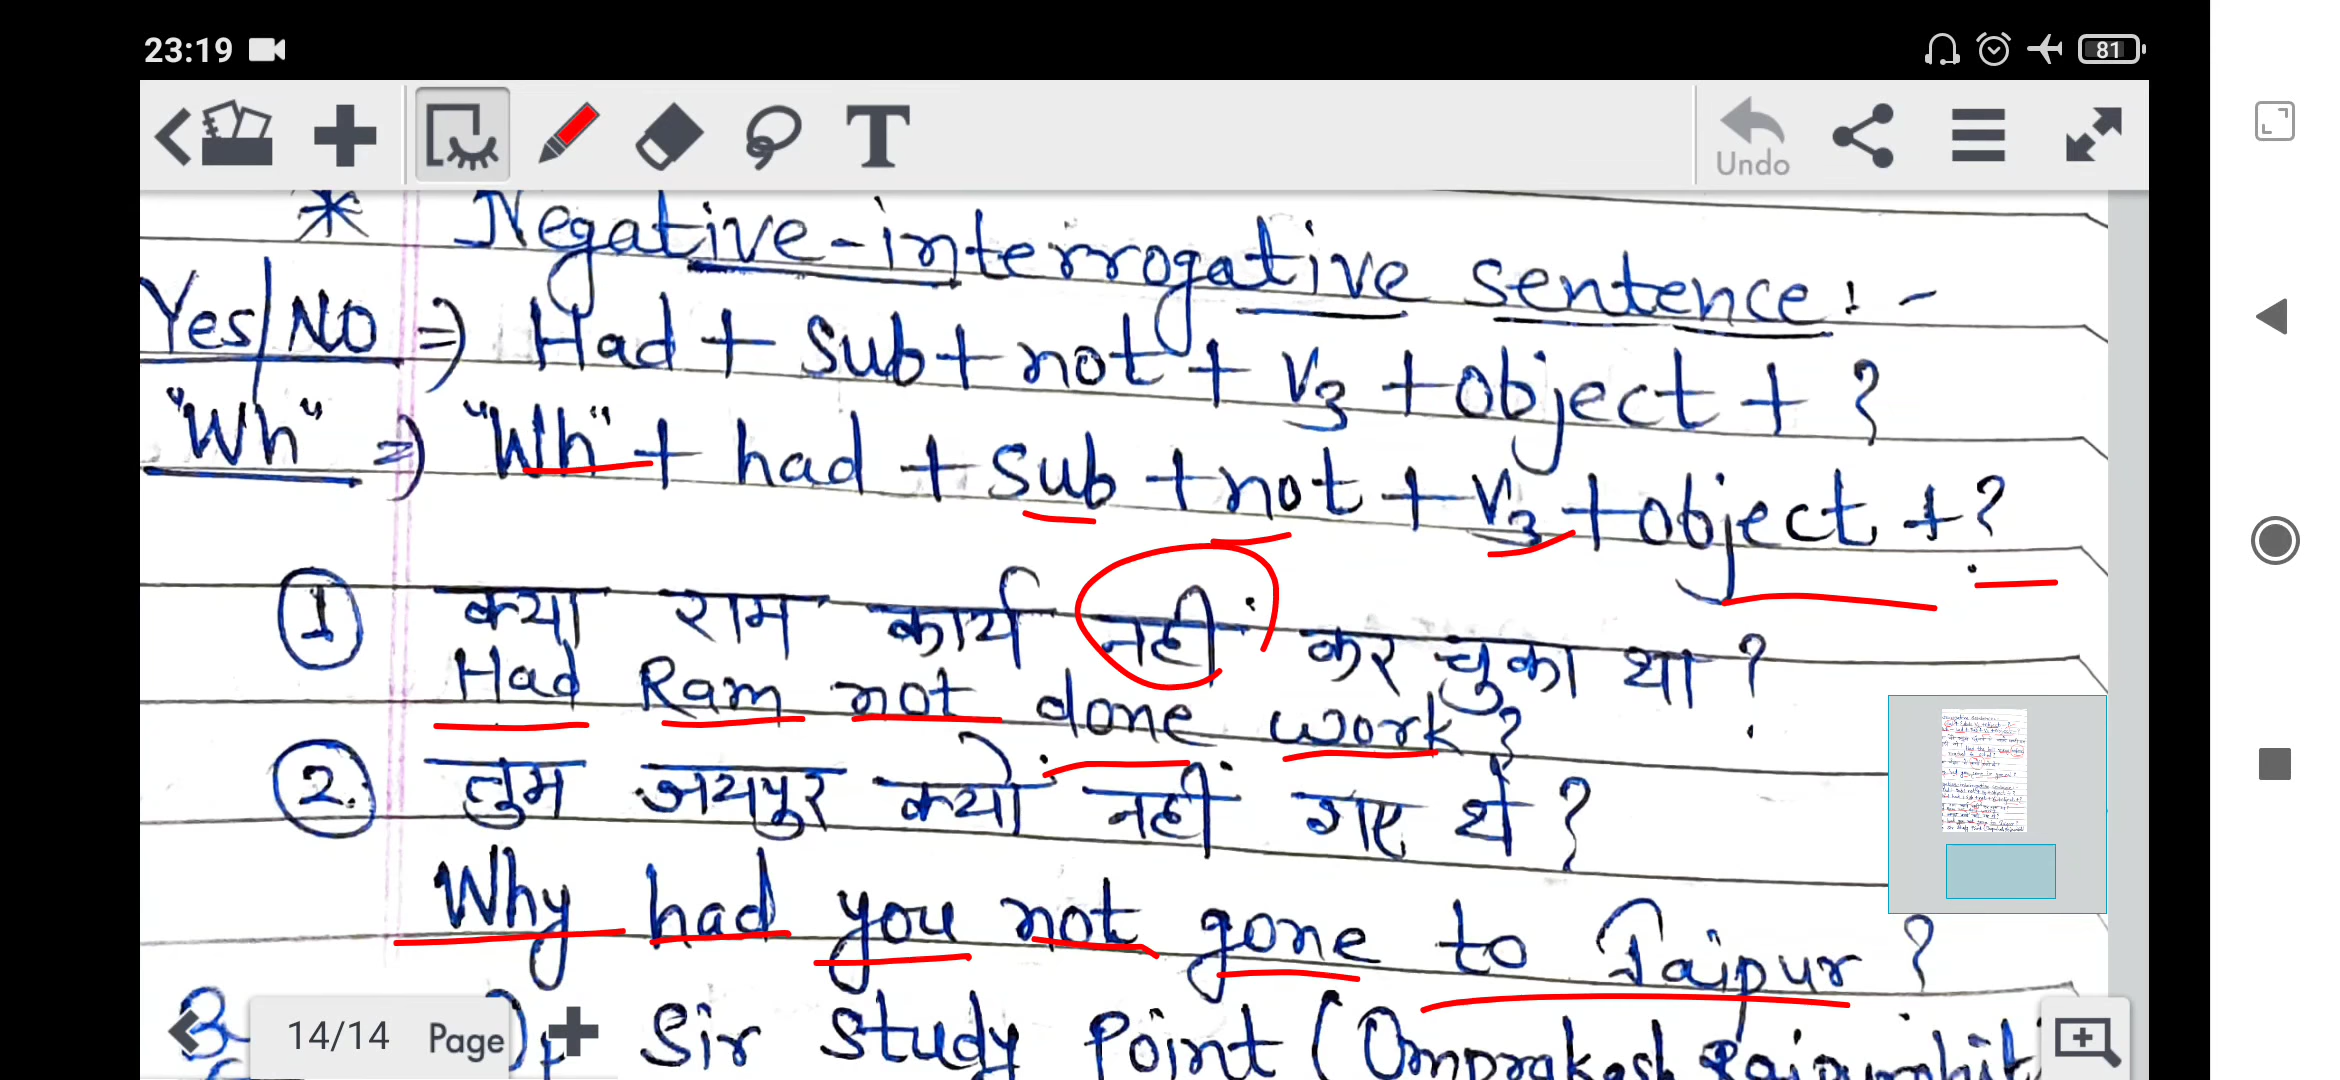 23:19
81
Undo
* Negative-interrogative sentence:-
Yes/No ⇒ Had + sub + not + V3 + object + ?
"Wh" ⇒ "Wh" + had + sub + not + V3 + object + ?
1 क्या राम कार्य नहीं कर चुका था ?
Had Ram not done work ?
2. तुम जयपुर क्यों नहीं गए थे ?
Why had you not gone to Jaipur ?
Sir Study Point (Omprakash
14/14 Page